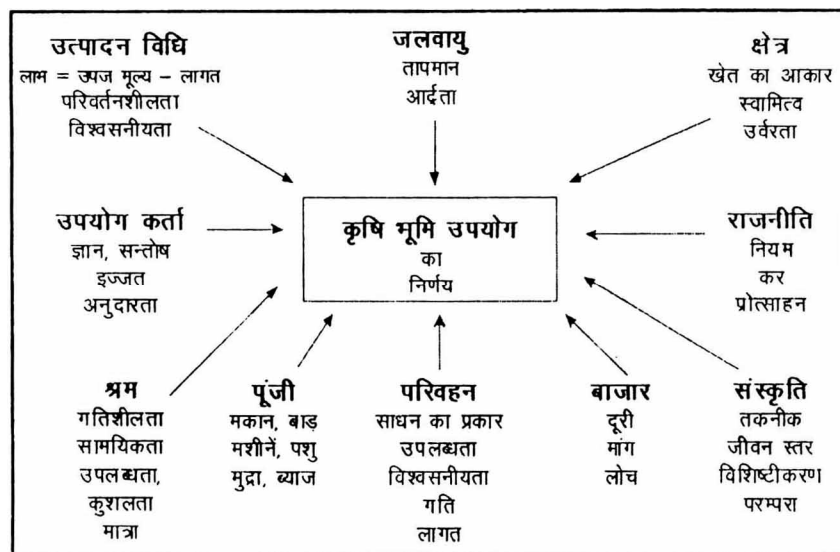 उत्पादन विधि
लाभ = उपज मूल्य – लागत
परिवर्तनशीलता
विश्वसनीयता
जलवायु
तापमान
आर्द्रता
क्षेत्र
खेत का आकार
स्वामित्व
उर्वरता
उपयोग कर्ता
ज्ञान, सन्तोष
इज्जत
अनुदारता
कृषि भूमि उपयोग
का
निर्णय
राजनीति
नियम
कर
प्रोत्साहन
श्रम
गतिशीलता
सामयिकता
उपलब्धता,
कुशलता
मात्रा
पूंजी
मकान, बाड़
मशीनें, पशु
मुद्रा, ब्याज
परिवहन
साधन का प्रकार
उपलब्धता
विश्वसनीयता
गति
लागत
बाजार
दूरी
मांग
लोच
संस्कृति
तकनीक
जीवन स्तर
विशिष्टीकरण
परम्परा